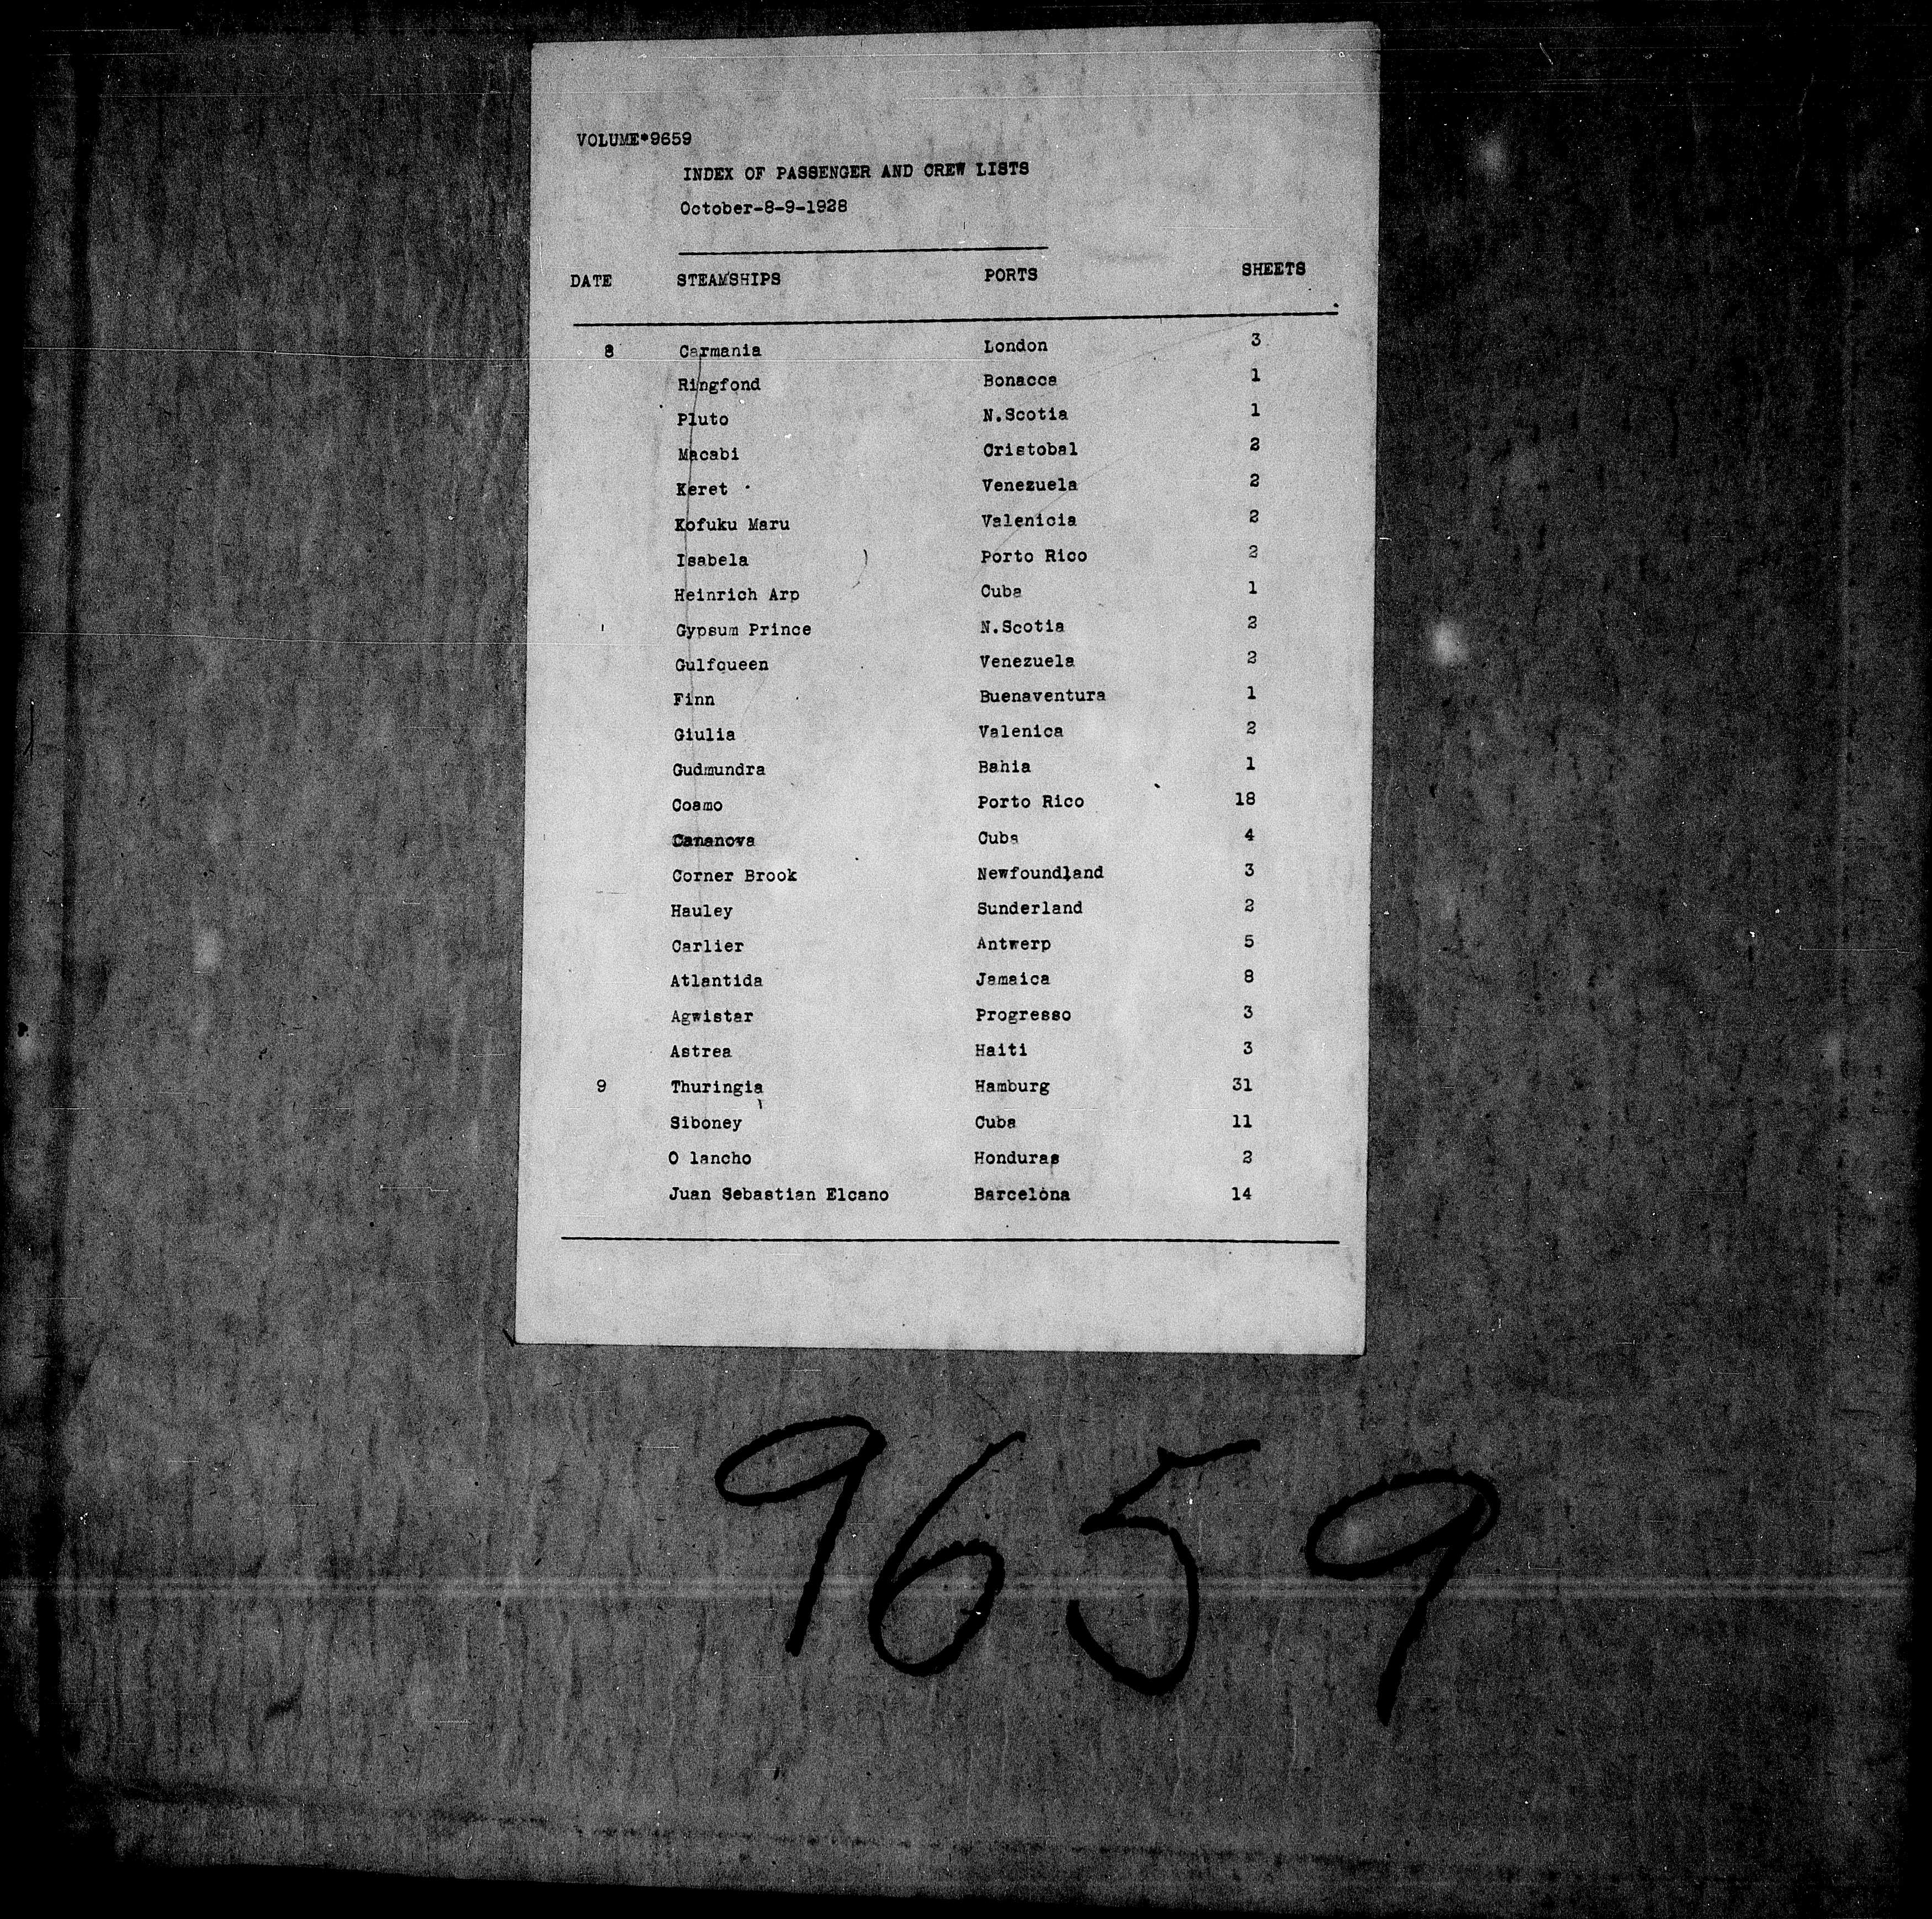 VOLUME*9659
INDEX OF PASSENGER AND CREW LISTS
October-8-9-1928
DATE STEAMSHIPS PORTS SHEETS
8 Carmania London 3
Ringfond Bonacca 1
Pluto N.Scotia 1
Macabi Cristobal 2
Keret Venezuela 2
Kofuku Maru Valenicia 2
Isabela Porto Rico 2
Heinrich Arp Cuba 1
Gypsum Prince N.Scotia 2
Gulfqueen Venezuela 2
Finn Buenaventura 1
Giulia Valenica 2
Gudmundra Bahia 1
Coamo Porto Rico 18
Cananova Cuba 4
Corner Brook Newfoundland 3
Hauley Sunderland 2
Carlier Antwerp 5
Atlantida Jamaica 8
Agwistar Progresso 3
Astrea Haiti 3
9 Thuringia Hamburg 31
Siboney Cuba 11
O lancho Honduras 2
Juan Sebastian Elcano Barcelona 14
9659